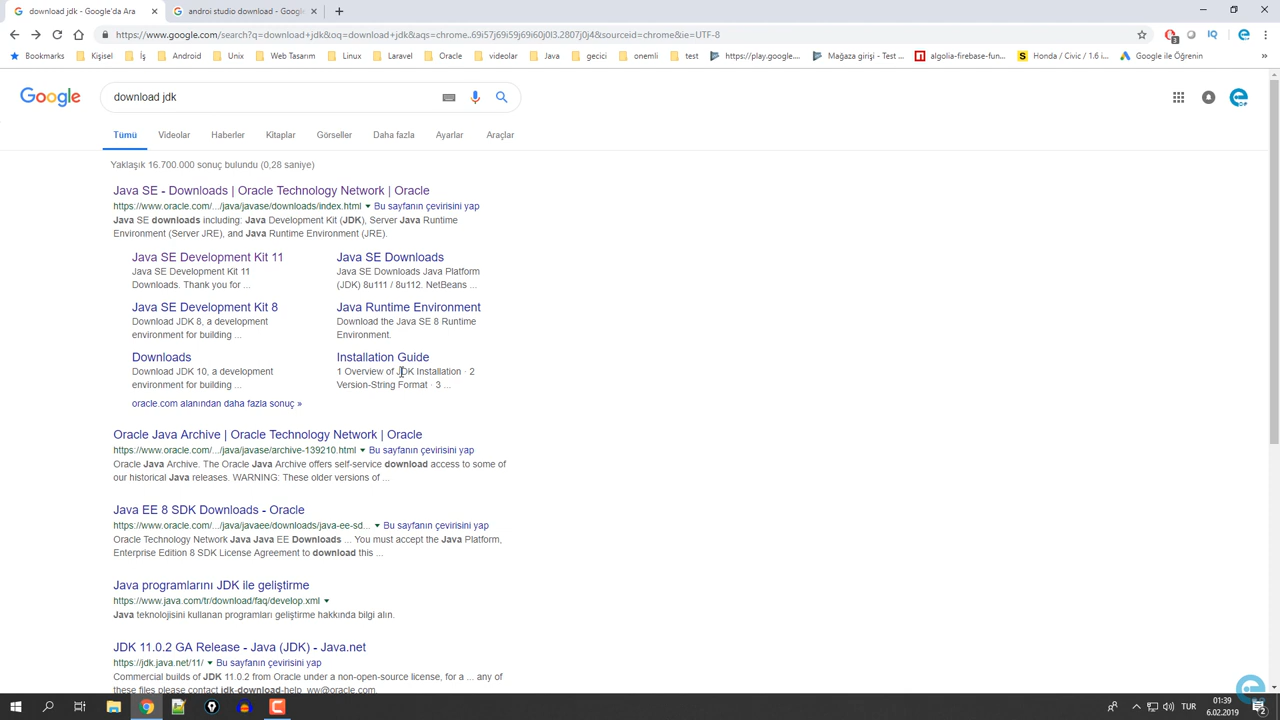 download jdk - Google'da Ara
androi studio download - Google
https://www.google.com/search?q=download+jdk&oq=download+jdk&aqs=chrome..69i57j69i59j69i60j0l3.2807j0j4&sourceid=chrome&ie=UTF-8
Bookmarks Kişisel İş Android Unix Web Tasarım Linux Laravel Oracle videolar Java gecici onemli test https://play.google.... Mağaza girişi - Test ... algolia-firebase-fun... Honda / Civic / 1.6 i... Google ile Öğrenin »
Google
download jdk
Tümü Videolar Haberler Kitaplar Görseller Daha fazla Ayarlar Araçlar
Yaklaşık 16.700.000 sonuç bulundu (0,28 saniye)
Java SE - Downloads | Oracle Technology Network | Oracle
https://www.oracle.com/.../java/javase/downloads/index.html Bu sayfanın çevirisini yap
Java SE downloads including: Java Development Kit (JDK), Server Java Runtime
Environment (Server JRE), and Java Runtime Environment (JRE).
Java SE Development Kit 11
Java SE Development Kit 11
Downloads. Thank you for ...
Java SE Downloads
Java SE Downloads Java Platform
(JDK) 8u111 / 8u112. NetBeans ...
Java SE Development Kit 8
Download JDK 8, a development
environment for building ...
Java Runtime Environment
Download the Java SE 8 Runtime
Environment.
Downloads
Download JDK 10, a development
environment for building ...
Installation Guide
1 Overview of JDK Installation · 2
Version-String Format · 3 ...
oracle.com alanından daha fazla sonuç »
Oracle Java Archive | Oracle Technology Network | Oracle
https://www.oracle.com/.../java/javase/archive-139210.html Bu sayfanın çevirisini yap
Oracle Java Archive. The Oracle Java Archive offers self-service download access to some of
our historical Java releases. WARNING: These older versions of ...
Java EE 8 SDK Downloads - Oracle
https://www.oracle.com/.../java/javaee/downloads/java-ee-sd... Bu sayfanın çevirisini yap
Oracle Technology Network Java Java EE Downloads ... You must accept the Java Platform,
Enterprise Edition 8 SDK License Agreement to download this ...
Java programlarını JDK ile geliştirme
https://www.java.com/tr/download/faq/develop.xml
Java teknolojisini kullanan programları geliştirme hakkında bilgi alın.
JDK 11.0.2 GA Release - Java (JDK) - Java.net
https://jdk.java.net/11/ Bu sayfanın çevirisini yap
Commercial builds of JDK 11.0.2 from Oracle under a non-open-source license, for a ... any of
these files please contact jdk-download-help_ww@oracle.com.
TUR
01:39
6.02.2019
2